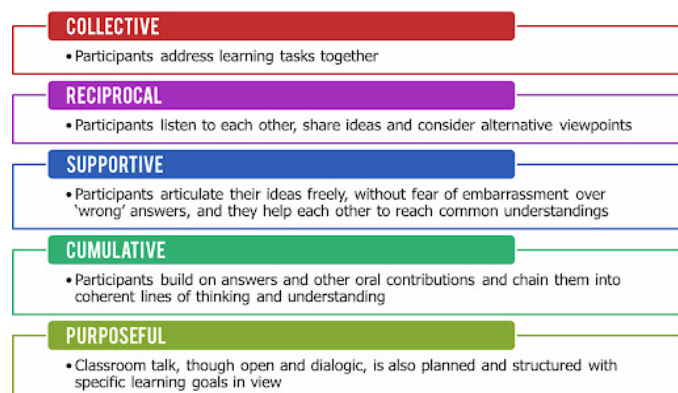 COLLECTIVE
• Participants address learning tasks together
RECIPROCAL
• Participants listen to each other, share ideas and consider alternative viewpoints
SUPPORTIVE
• Participants articulate their ideas freely, without fear of embarrassment over
‘wrong’ answers, and they help each other to reach common understandings
CUMULATIVE
• Participants build on answers and other oral contributions and chain them into
coherent lines of thinking and understanding
PURPOSEFUL
• Classroom talk, though open and dialogic, is also planned and structured with
specific learning goals in view